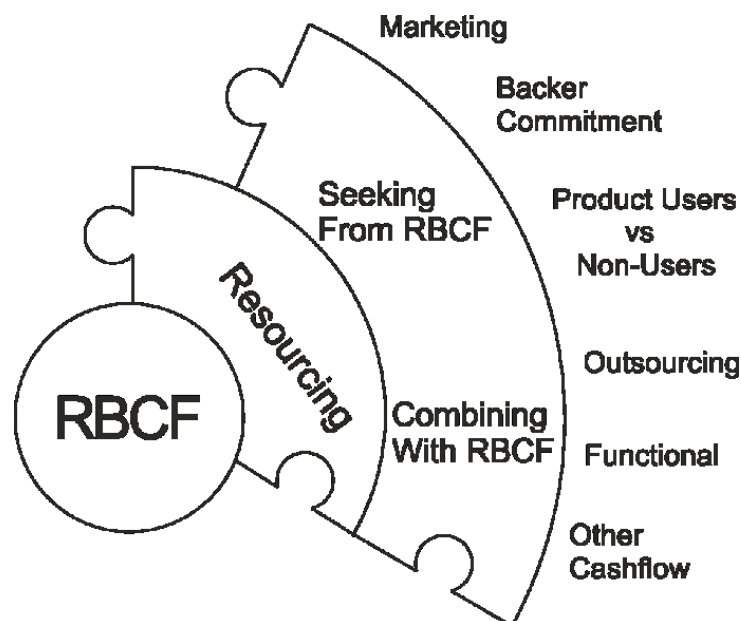 Marketing
Backer
Commitment
Seeking
From RBCF
Product Users
vs
Non-Users
Resourcing
RBCF
Outsourcing
Combining
With RBCF
Functional
Other
Cashflow